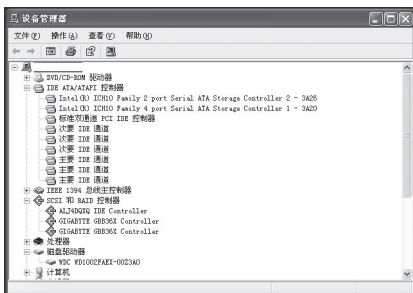 设备管理器
文件(F) 操作(A) 查看(V) 帮助(H)
DVD/CD-ROM 驱动器
IDE ATA/ATAPI 控制器
Intel(R) ICH10 Family 2 port Serial ATA Storage Controller 2 - 3A26
Intel(R) ICH10 Family 4 port Serial ATA Storage Controller 1 - 3A20
标准双通道 PCI IDE 控制器
次要 IDE 通道
次要 IDE 通道
次要 IDE 通道
主要 IDE 通道
主要 IDE 通道
主要 IDE 通道
IEEE 1394 总线主控制器
SCSI 和 RAID 控制器
ALJ4DQIQ IDE Controller
GIGABYTE GBB36X Controller
GIGABYTE GBB36X Controller
处理器
磁盘驱动器
WDC WD1002FAEX-00Z3A0
计算机